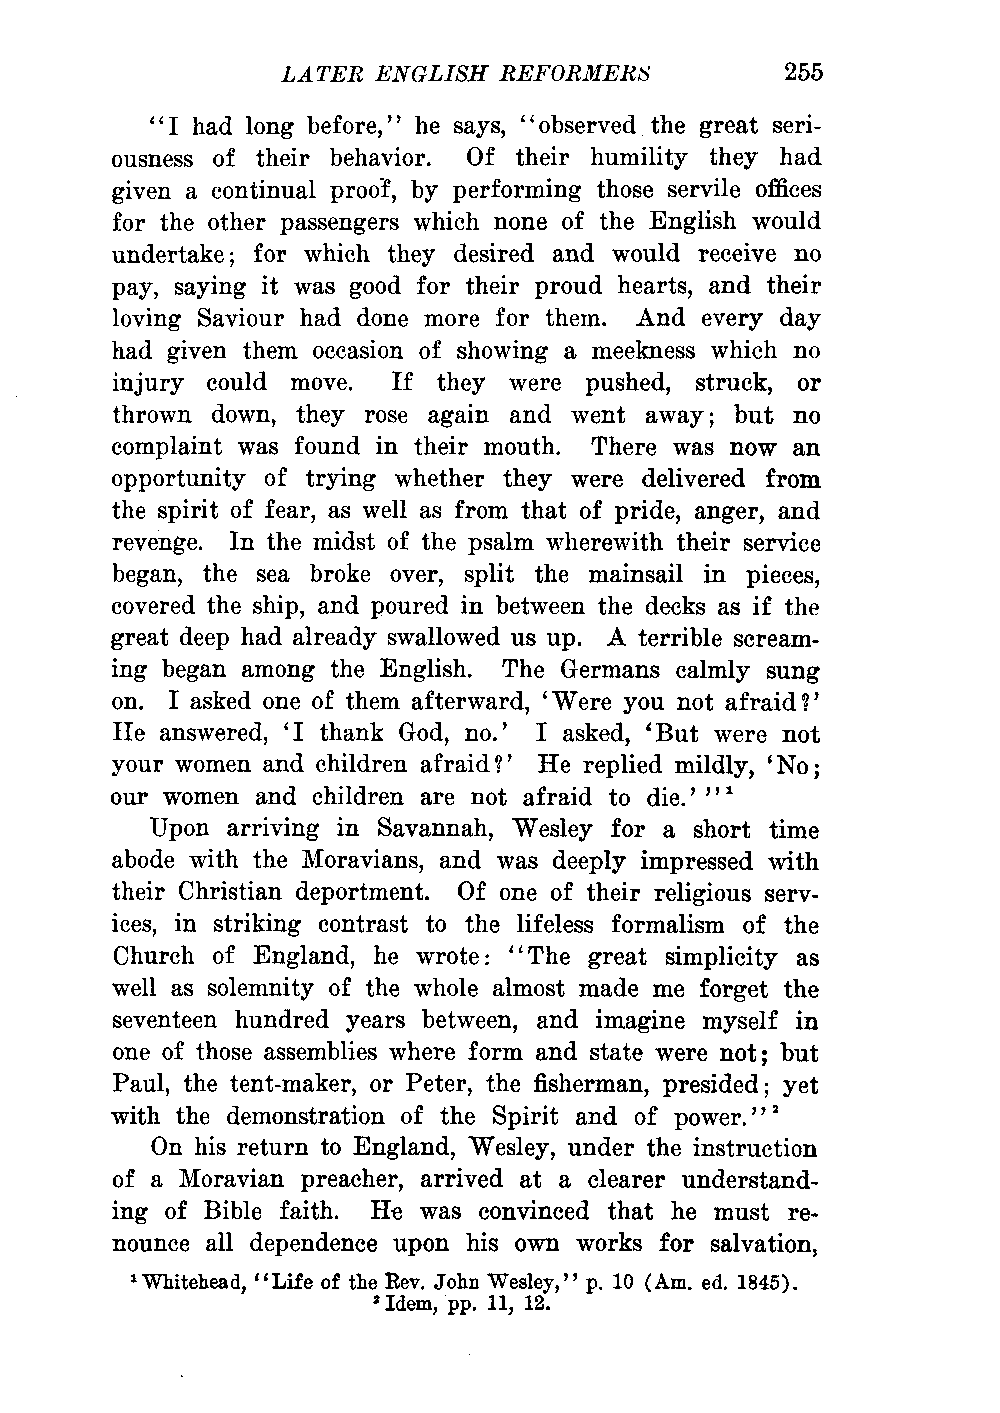 LATER ENGLISH REFORMERS 255
“I had long before,” he says, “observed the great seri-
ousness of their behavior. Of their humility they had
given a continual proof, by performing those servile offices
for the other passengers which none of the English would
undertake; for which they desired and would receive no
pay, saying it was good for their proud hearts, and their
loving Saviour had done more for them. And every day
had given them occasion of showing a meekness which no
injury could move. If they were pushed, struck, or
thrown down, they rose again and went away; but no
complaint was found in their mouth. There was now an
opportunity of trying whether they were delivered from
the spirit of fear, as well as from that of pride, anger, and
revenge. In the midst of the psalm wherewith their service
began, the sea broke over, split the mainsail in pieces,
covered the ship, and poured in between the decks as if the
great deep had already swallowed us up. A terrible scream-
ing began among the English. The Germans calmly sung
on. I asked one of them afterward, ‘Were you not afraid?’
He answered, ‘I thank God, no.’ I asked, ‘But were not
your women and children afraid?’ He replied mildly, ‘No;
our women and children are not afraid to die.’ ”¹
Upon arriving in Savannah, Wesley for a short time
abode with the Moravians, and was deeply impressed with
their Christian deportment. Of one of their religious serv-
ices, in striking contrast to the lifeless formalism of the
Church of England, he wrote: “The great simplicity as
well as solemnity of the whole almost made me forget the
seventeen hundred years between, and imagine myself in
one of those assemblies where form and state were not; but
Paul, the tent-maker, or Peter, the fisherman, presided; yet
with the demonstration of the Spirit and of power.”²
On his return to England, Wesley, under the instruction
of a Moravian preacher, arrived at a clearer understand-
ing of Bible faith. He was convinced that he must re-
nounce all dependence upon his own works for salvation,
¹ Whitehead, “Life of the Rev. John Wesley,” p. 10 (Am. ed. 1845).
² Idem, pp. 11, 12.